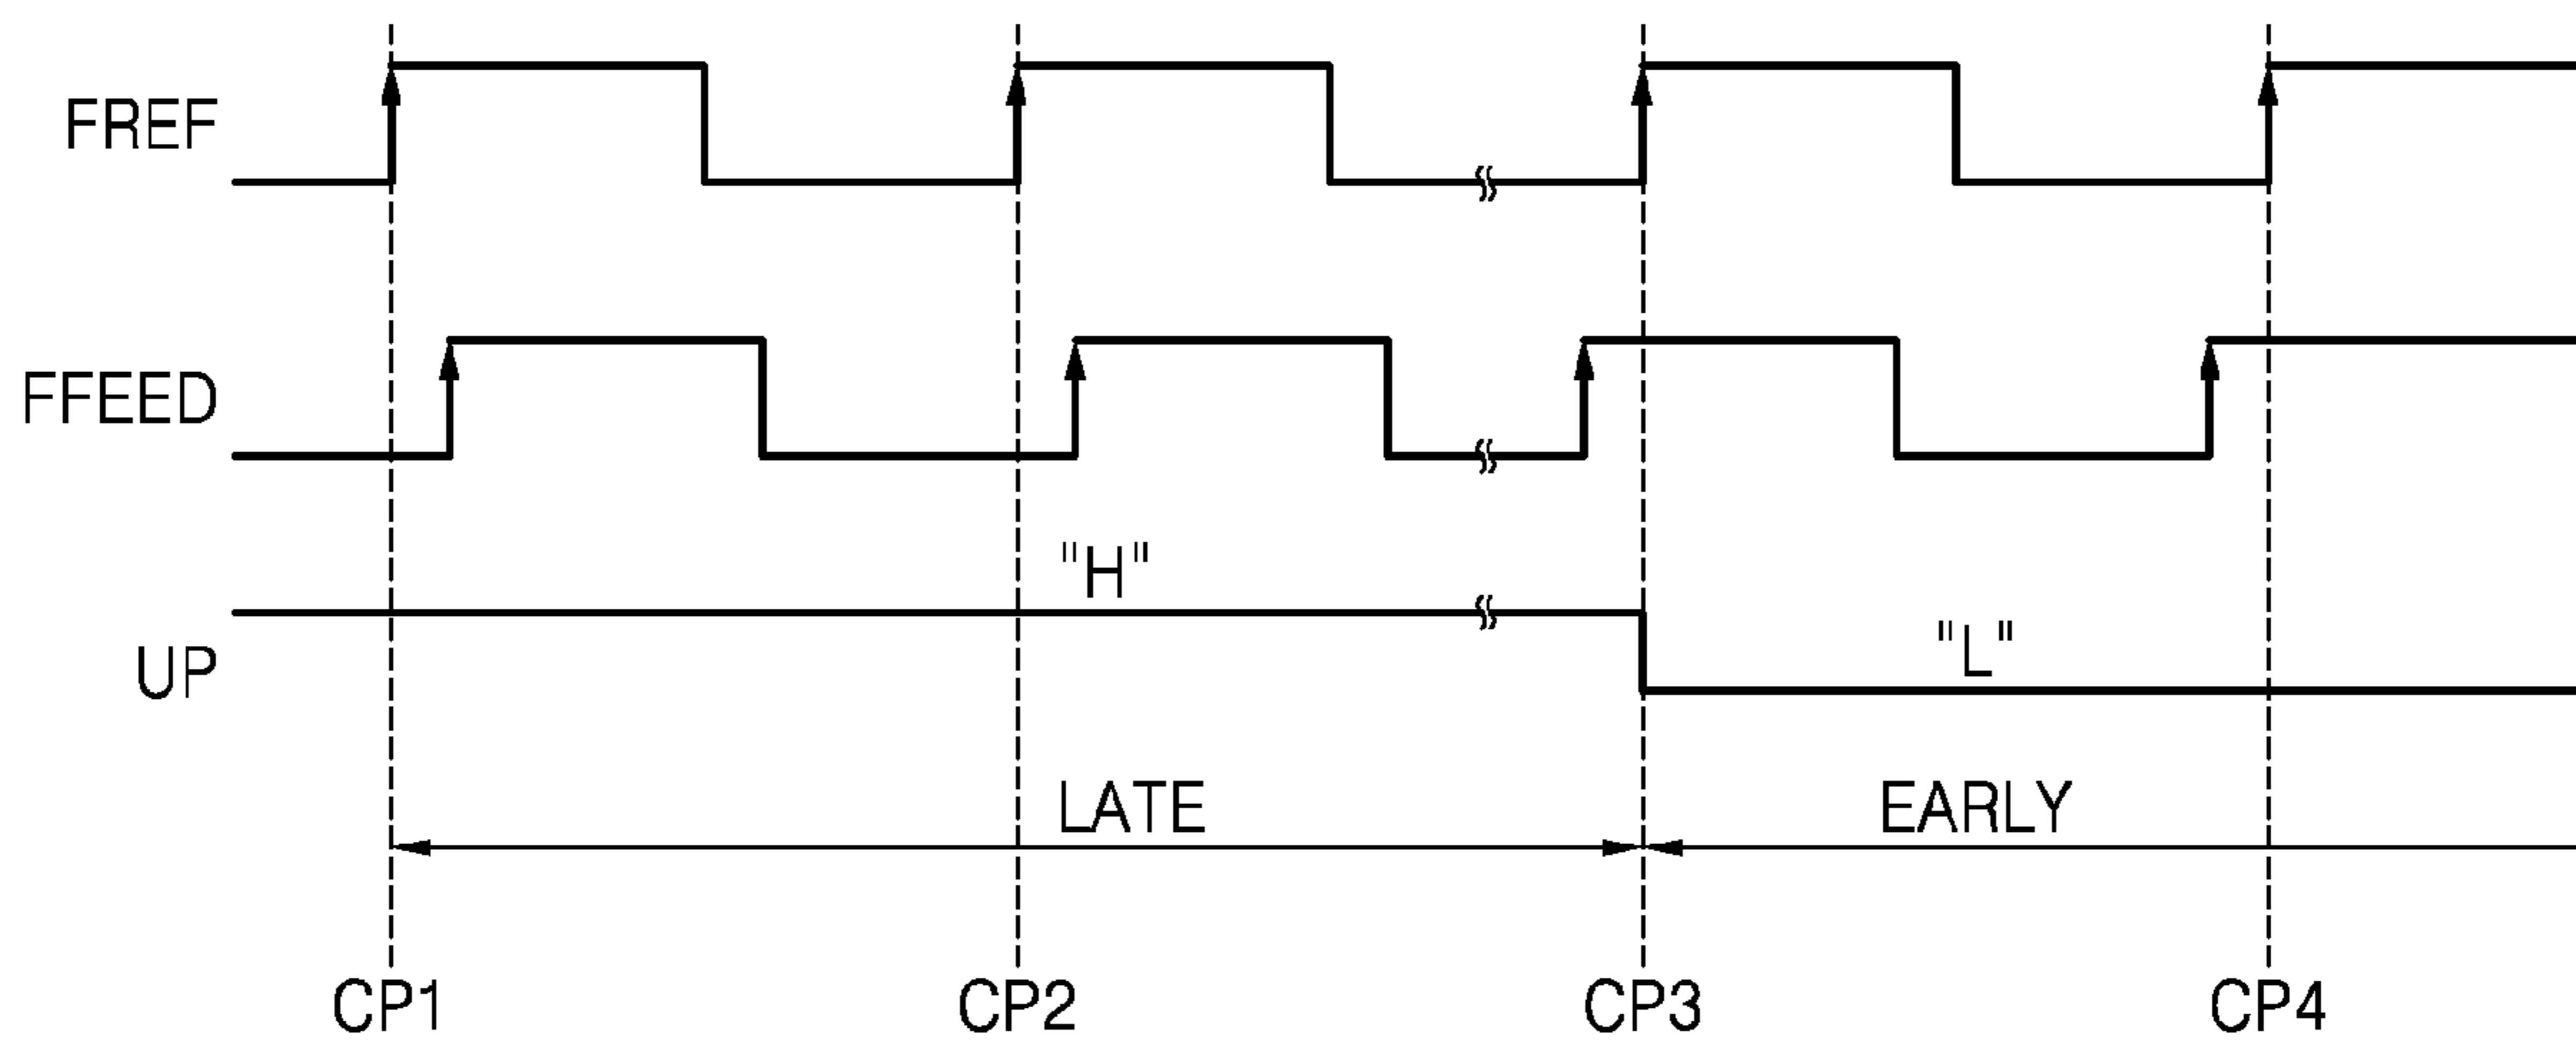 FREF
FFEED
"H"
UP
"L"
LATE
EARLY
CP1
CP2
CP3
CP4